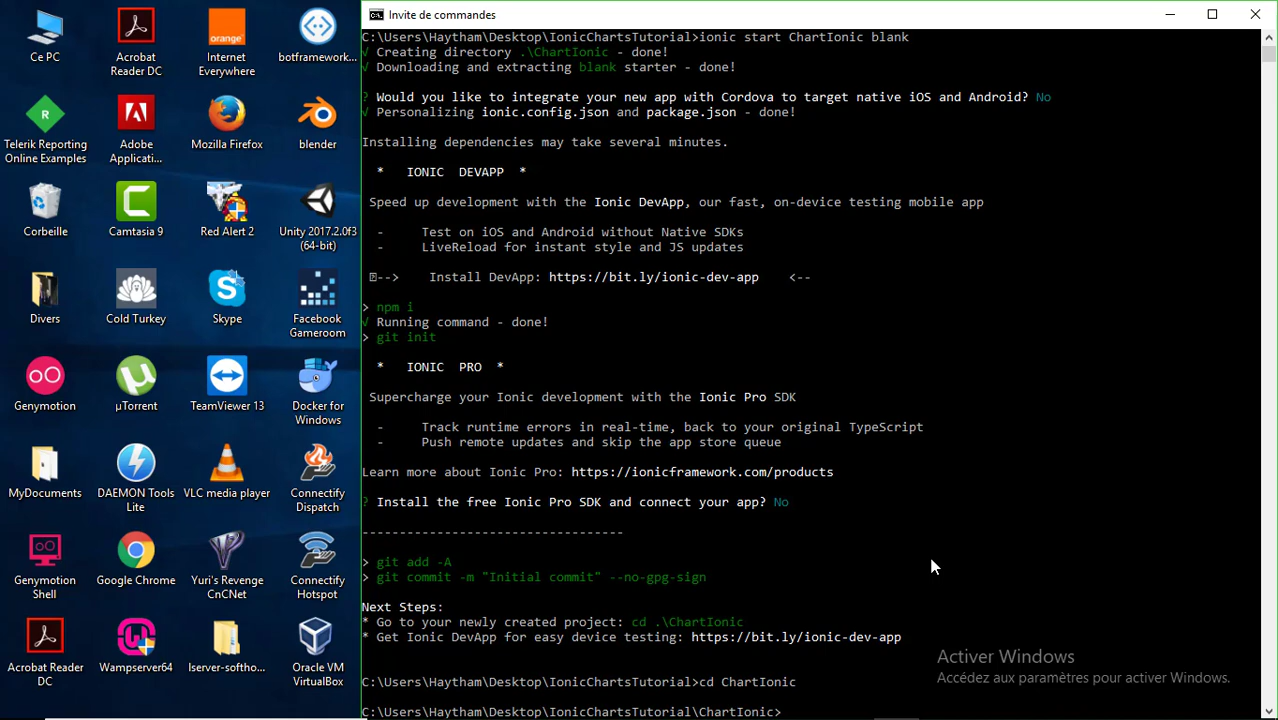 Ce PC
Acrobat
Reader DC
Internet
Everywhere
botframework...
Telerik Reporting
Online Examples
Adobe
Applicati...
Mozilla Firefox
blender
Corbeille
Camtasia 9
Red Alert 2
Unity 2017.2.0f3
(64-bit)
Divers
Cold Turkey
Skype
Facebook
Gameroom
Genymotion
µTorrent
TeamViewer 13
Docker for
Windows
MyDocuments
DAEMON Tools
Lite
VLC media player
Connectify
Dispatch
Genymotion
Shell
Google Chrome
Yuri's Revenge
CnCNet
Connectify
Hotspot
Acrobat Reader
DC
Wampserver64
lserver-softho...
Oracle VM
VirtualBox
orange
Invite de commandes
C:\Users\Haytham\Desktop\IonicChartsTutorial>ionic start ChartIonic blank
√ Creating directory .\ChartIonic - done!
√ Downloading and extracting blank starter - done!
? Would you like to integrate your new app with Cordova to target native iOS and Android? No
√ Personalizing ionic.config.json and package.json - done!
Installing dependencies may take several minutes.
* IONIC DEVAPP *
Speed up development with the Ionic DevApp, our fast, on-device testing mobile app
- Test on iOS and Android without Native SDKs
- LiveReload for instant style and JS updates
--> Install DevApp: https://bit.ly/ionic-dev-app <--
> npm i
√ Running command - done!
> git init
* IONIC PRO *
Supercharge your Ionic development with the Ionic Pro SDK
- Track runtime errors in real-time, back to your original TypeScript
- Push remote updates and skip the app store queue
Learn more about Ionic Pro: https://ionicframework.com/products
? Install the free Ionic Pro SDK and connect your app? No
-----------------------------------
> git add -A
> git commit -m "Initial commit" --no-gpg-sign
Next Steps:
* Go to your newly created project: cd .\ChartIonic
* Get Ionic DevApp for easy device testing: https://bit.ly/ionic-dev-app
C:\Users\Haytham\Desktop\IonicChartsTutorial>cd ChartIonic
C:\Users\Haytham\Desktop\IonicChartsTutorial\ChartIonic>
Activer Windows
Accédez aux paramètres pour activer Windows.